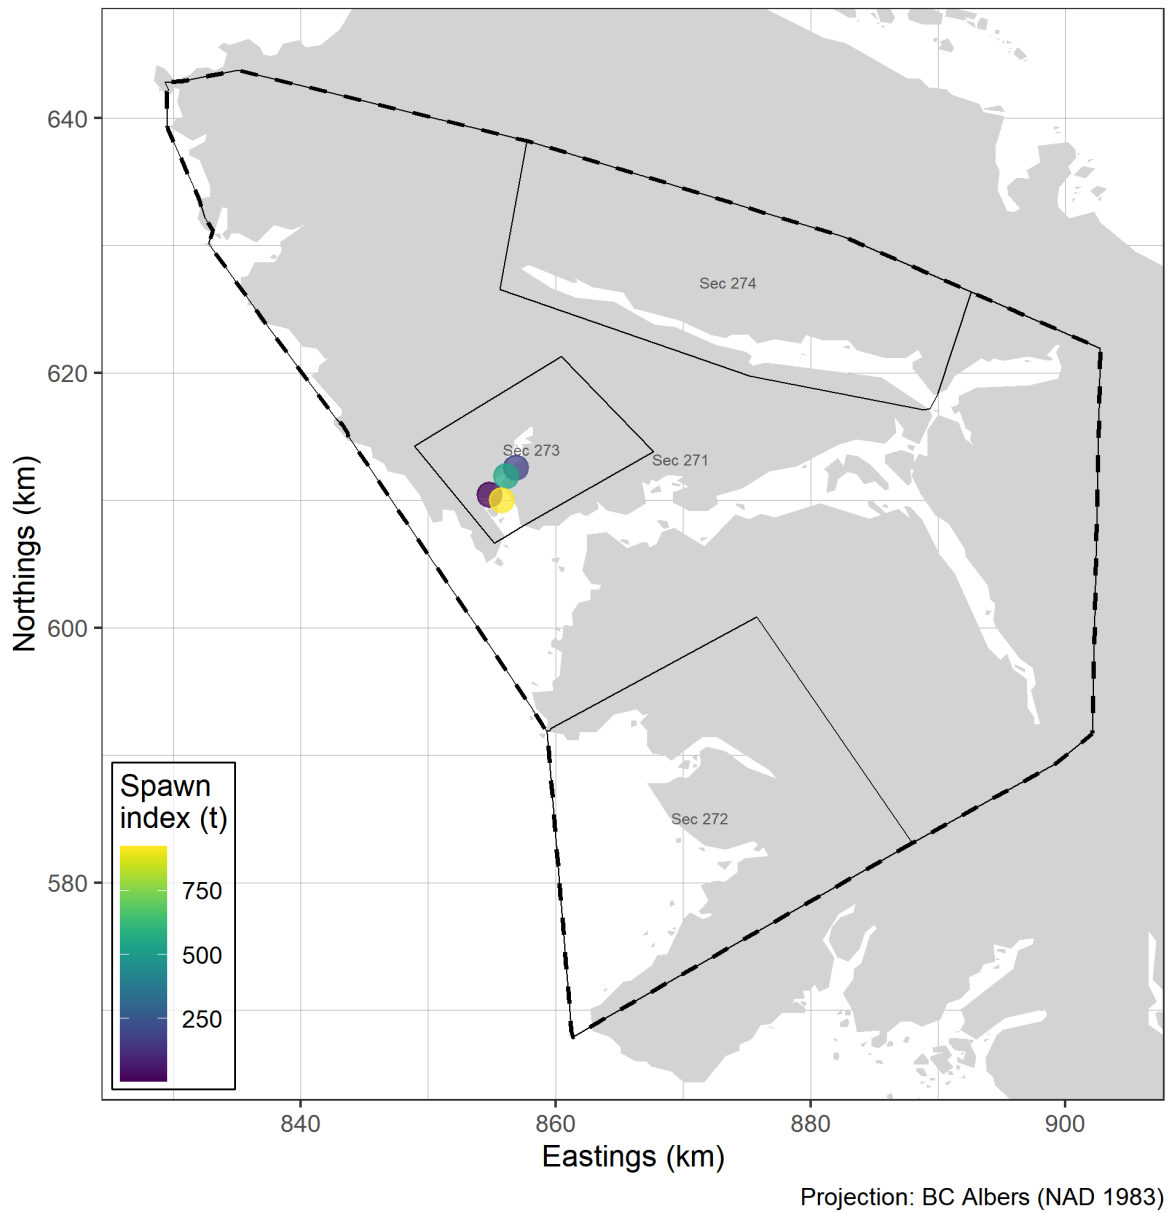 640
620
600
580
Northings (km)
Sec 274
Sec 273
Sec 271
Sec 272
Spawn
index (t)
750
500
250
840
860
880
900
Eastings (km)
Projection: BC Albers (NAD 1983)